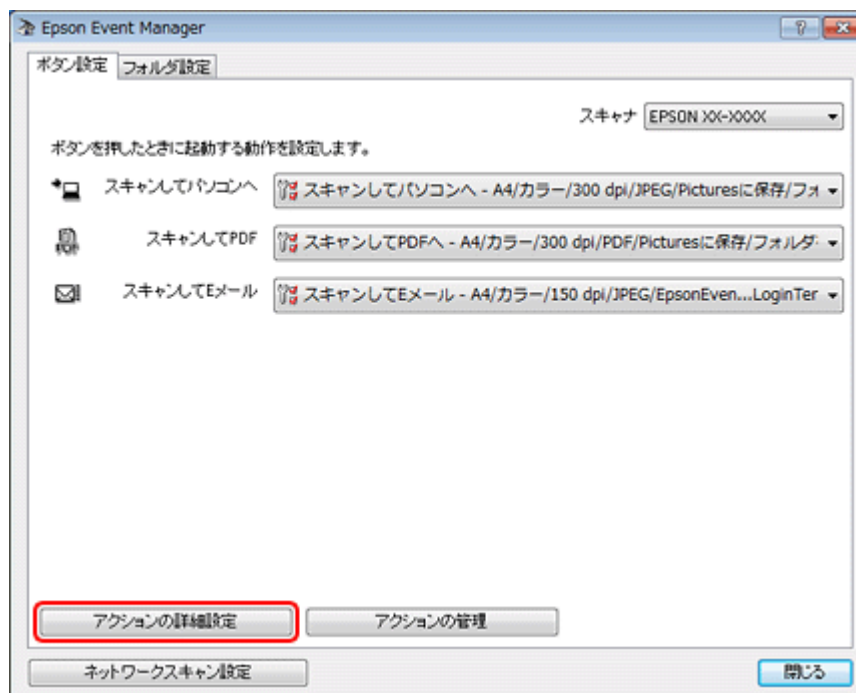 Epson Event Manager
ボタン設定 フォルダ設定
スキャナ EPSON XX-XXXX
ボタンを押したときに起動する動作を設定します。
スキャンしてパソコンへ スキャンしてパソコンへ - A4/カラー/300 dpi/JPEG/Picturesに保存/フォ
スキャンしてPDF スキャンしてPDFへ - A4/カラー/300 dpi/PDF/Picturesに保存/フォルダ
スキャンしてEメール スキャンしてEメール - A4/カラー/150 dpi/JPEG/EpsonEven...LoginTer
アクションの詳細設定 アクションの管理
ネットワークスキャン設定 閉じる